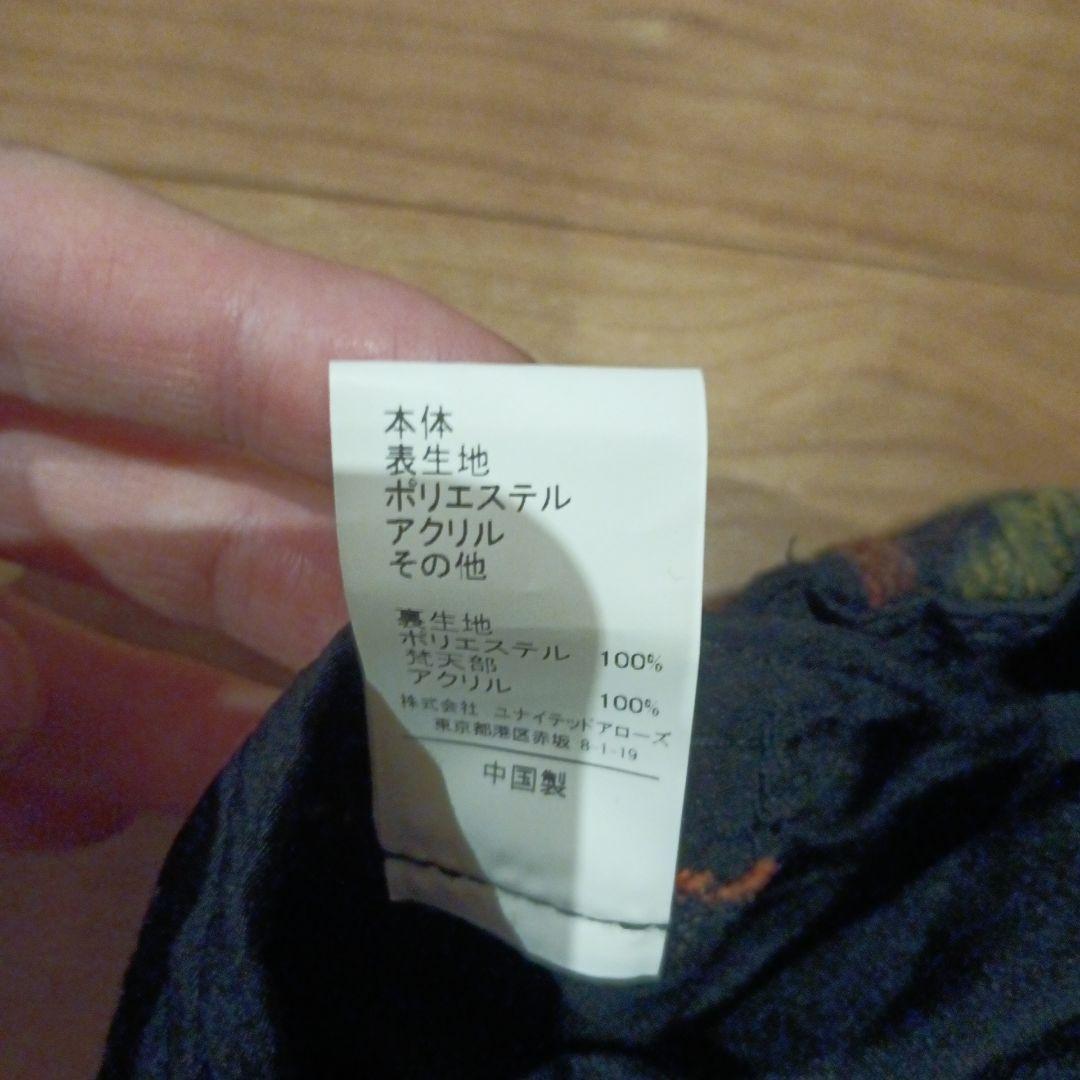 本体
表生地
ポリエステル
アクリル
その他
裏生地
ポリエステル 100%
梵天部
アクリル 100%
株式会社 ユナイテッドアローズ
東京都港区赤坂 8-1-19
中国製